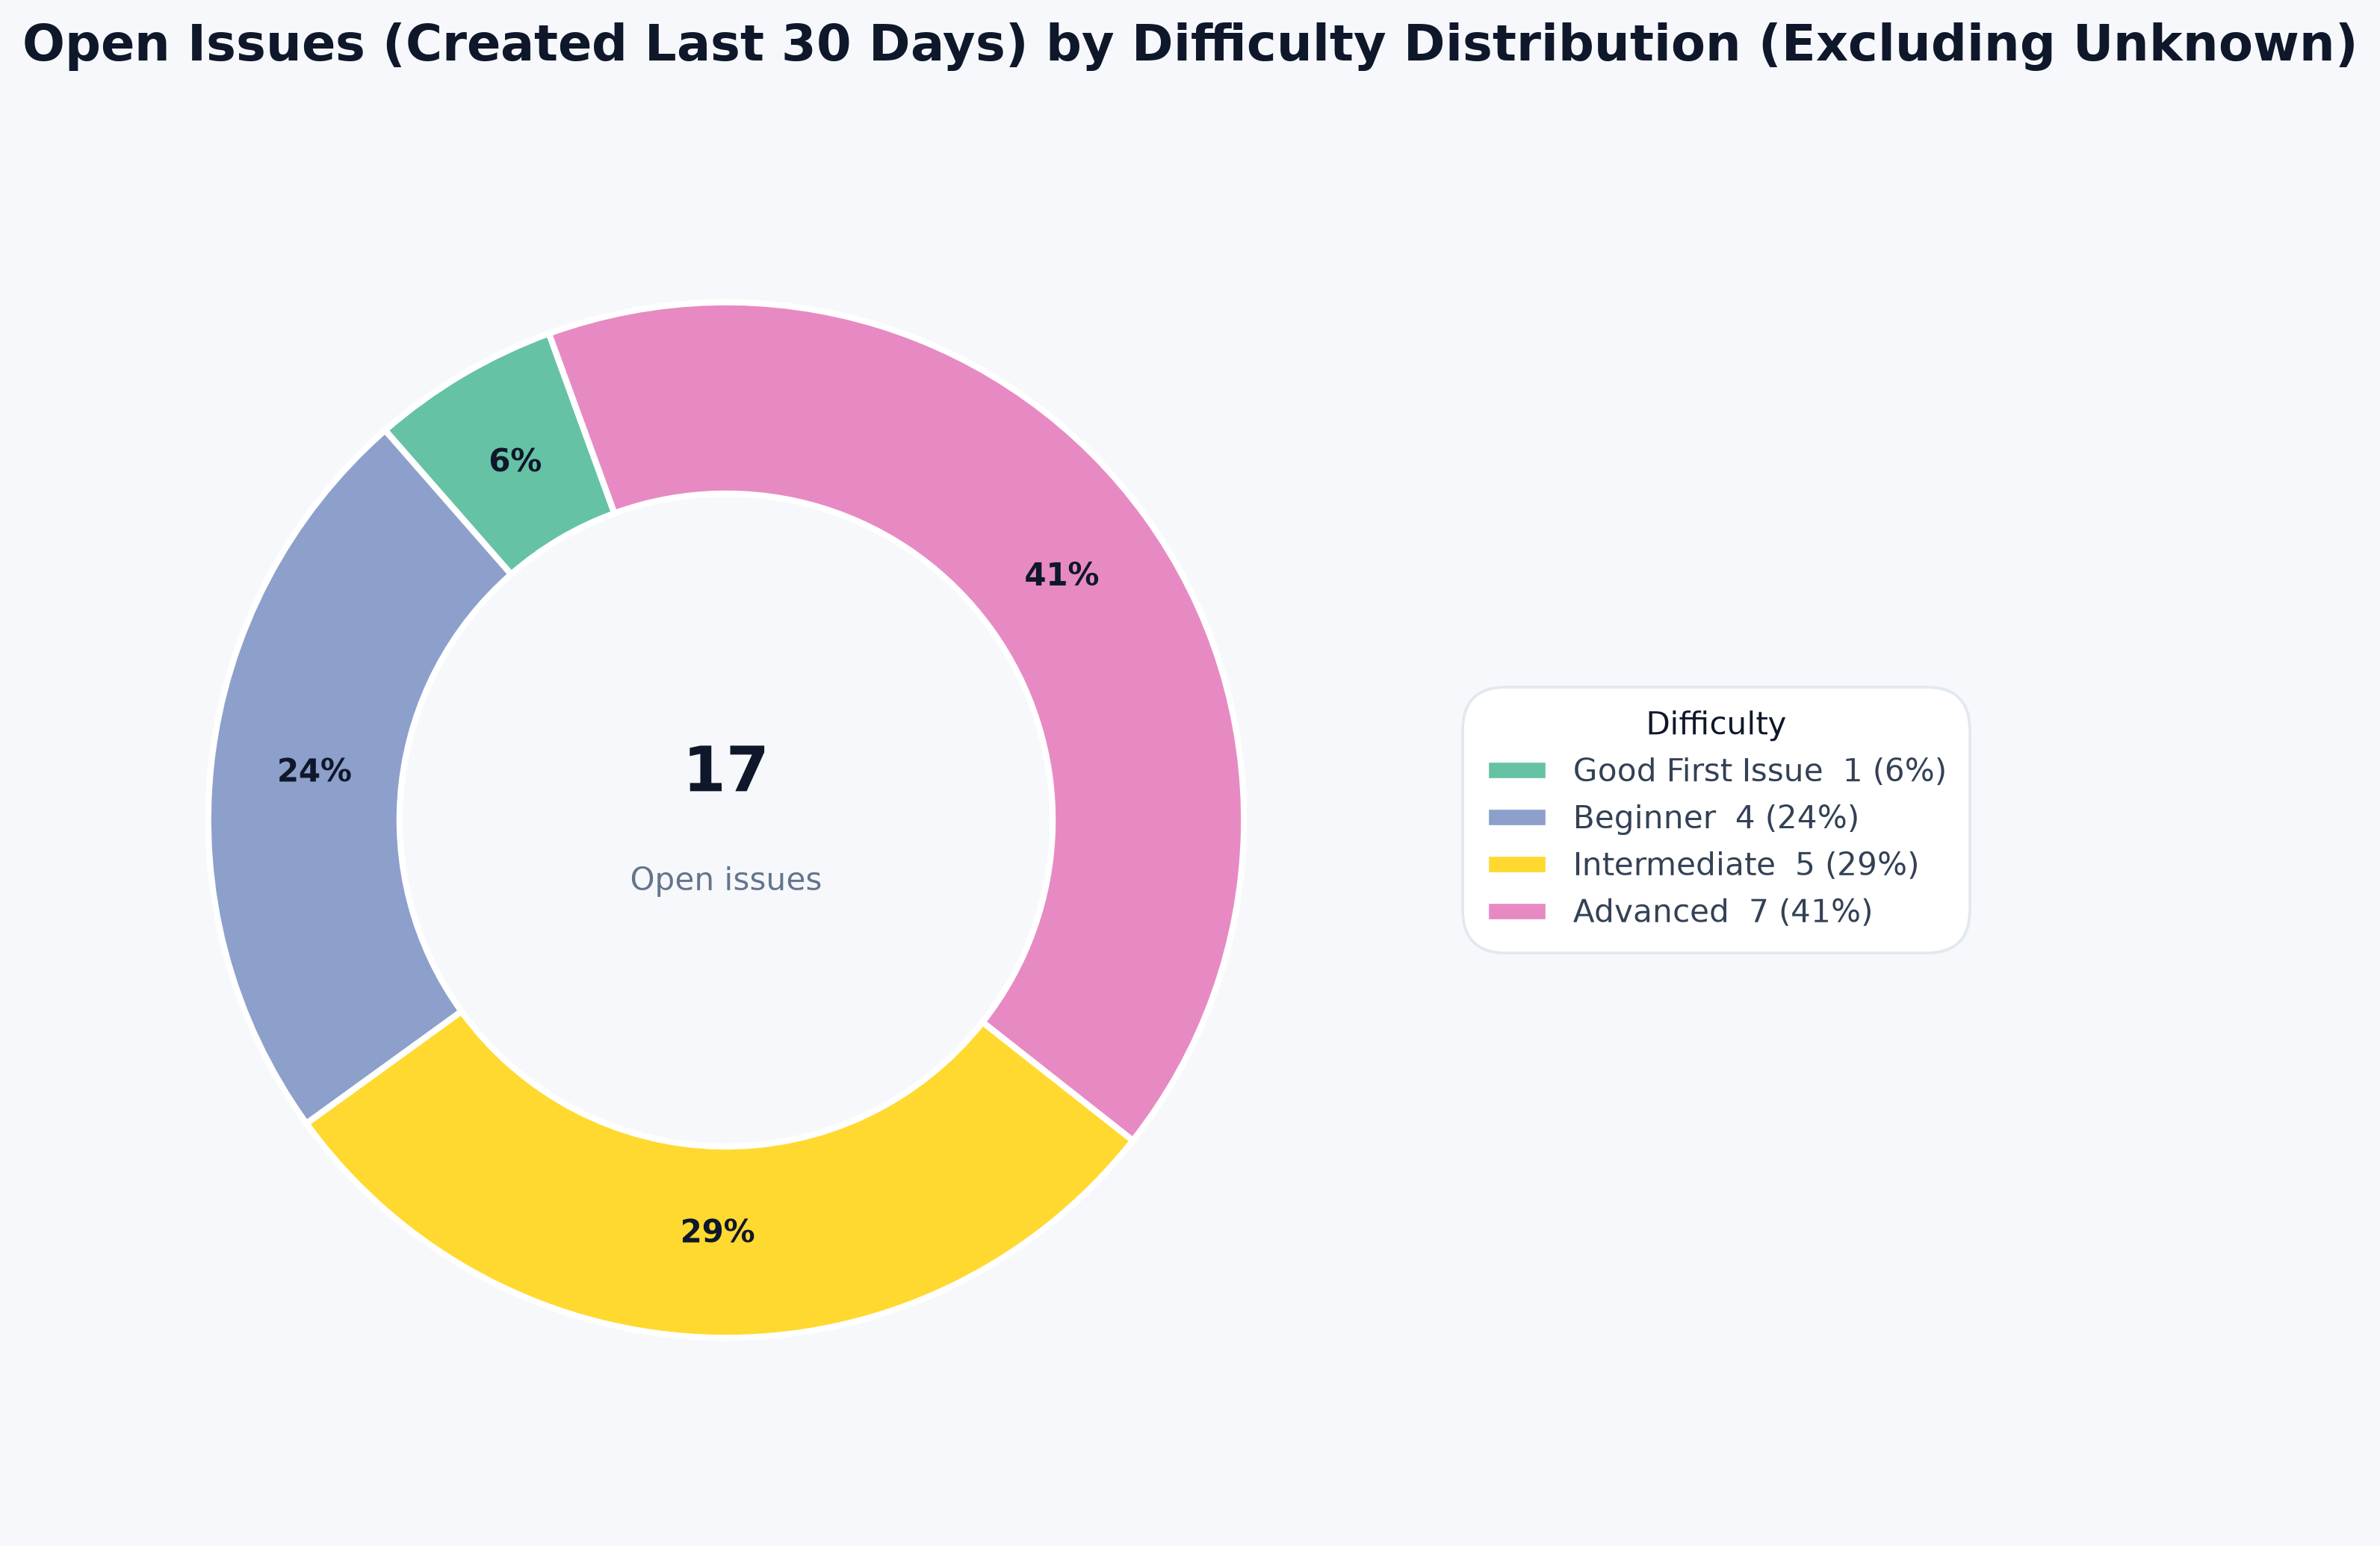 Open Issues (Created Last 30 Days) by Difficulty Distribution (Excluding Unknown)
6%
41%
24%
29%
17
Open issues
Difficulty
Good First Issue  1 (6%)
Beginner  4 (24%)
Intermediate  5 (29%)
Advanced  7 (41%)